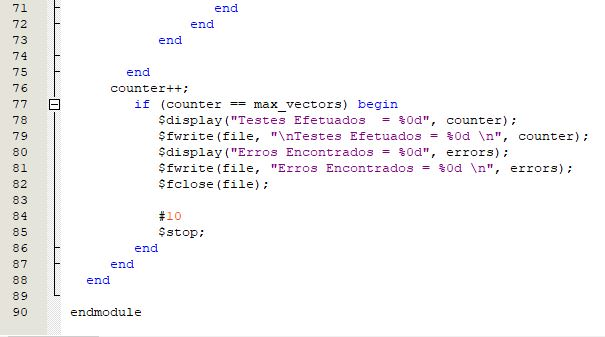 71 end
72 end
73 end
74
75 end
76 counter++;
77 if (counter == max_vectors) begin
78 $display("Testes Efetuados  = %0d", counter);
79 $fwrite(file, "\nTestes Efetuados = %0d \n", counter);
80 $display("Erros Encontrados = %0d", errors);
81 $fwrite(file, "Erros Encontrados = %0d \n", errors);
82 $fclose(file);
83
84 #10
85 $stop;
86 end
87 end
88 end
89
90 endmodule